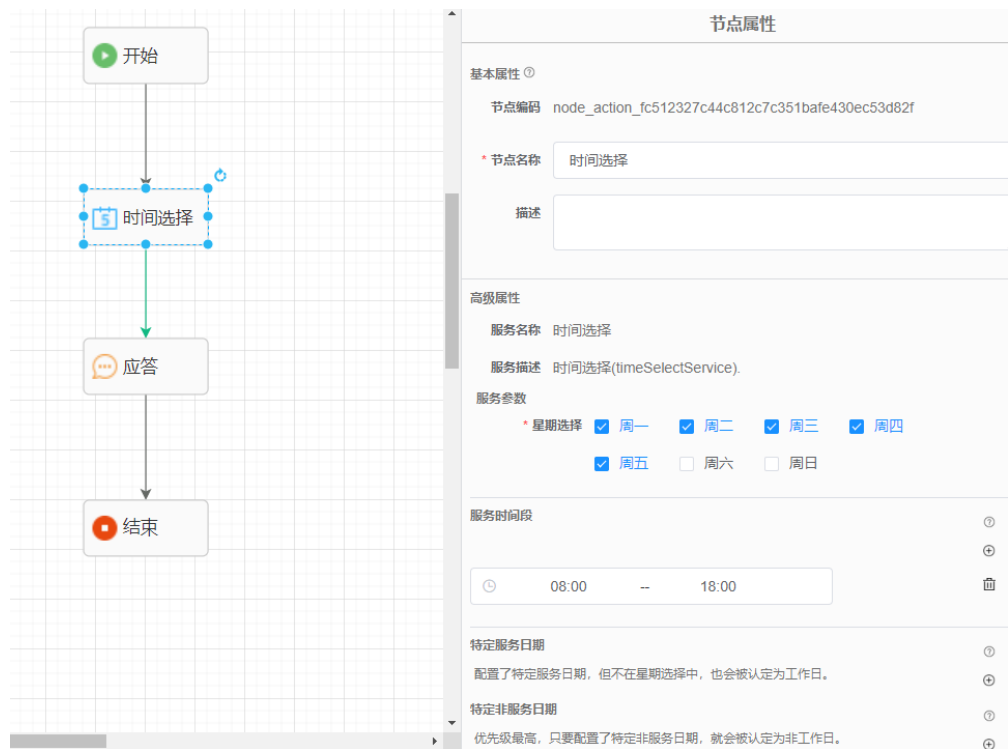 开始
时间选择
应答
结束
节点属性
基本属性
节点编码 node_action_fc512327c44c812c7c351bafe430ec53d82f
* 节点名称 时间选择
描述
高级属性
服务名称 时间选择
服务描述 时间选择(timeSelectService).
服务参数
* 星期选择 周一 周二 周三 周四
周五 周六 周日
服务时间段
08:00 -- 18:00
特定服务日期
配置了特定服务日期，但不在星期选择中，也会被认定为工作日。
特定非服务日期
优先级最高，只要配置了特定非服务日期，就会被认定为非工作日。